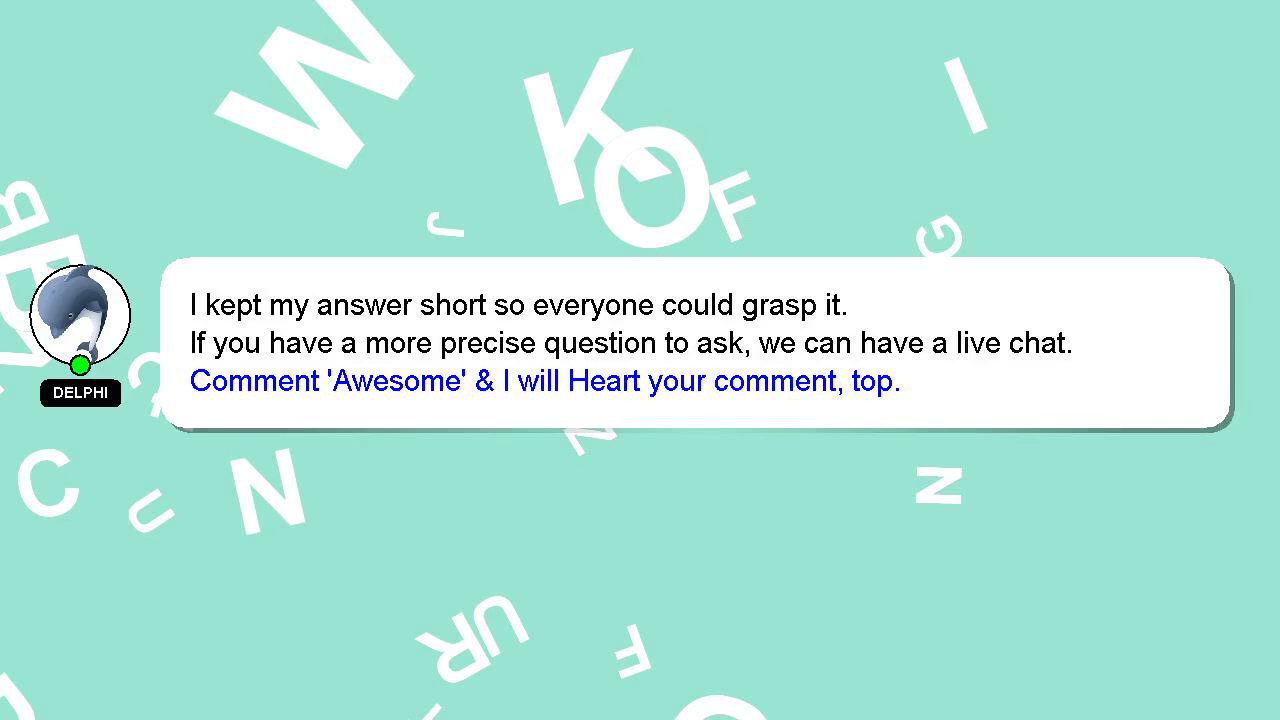 W
K
I
O
F
B
J
G
I kept my answer short so everyone could grasp it.
If you have a more precise question to ask, we can have a live chat.
Comment 'Awesome' & I will Heart your comment, top.
DELPHI
C
N
N
U
N
U
R
F